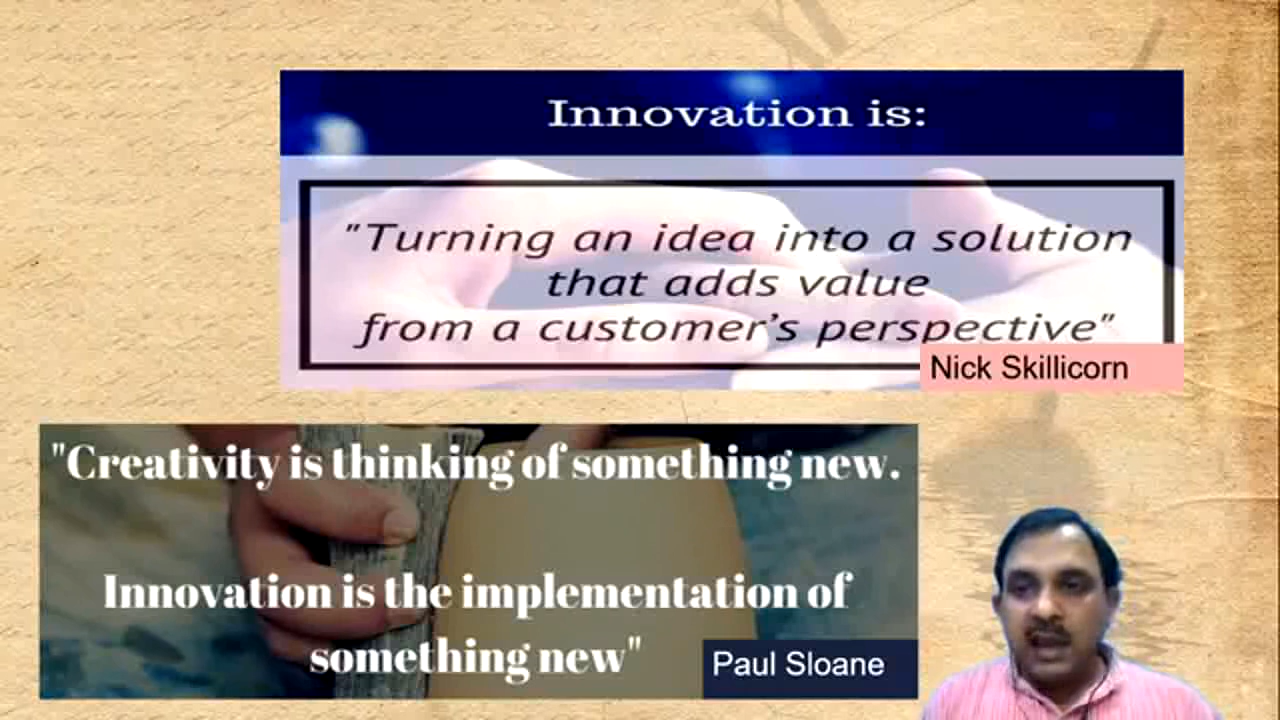 Innovation is:
"Turning an idea into a solution
that adds value
from a customer's perspective"
Nick Skillicorn
"Creativity is thinking of something new.
Innovation is the implementation of
something new"
Paul Sloane